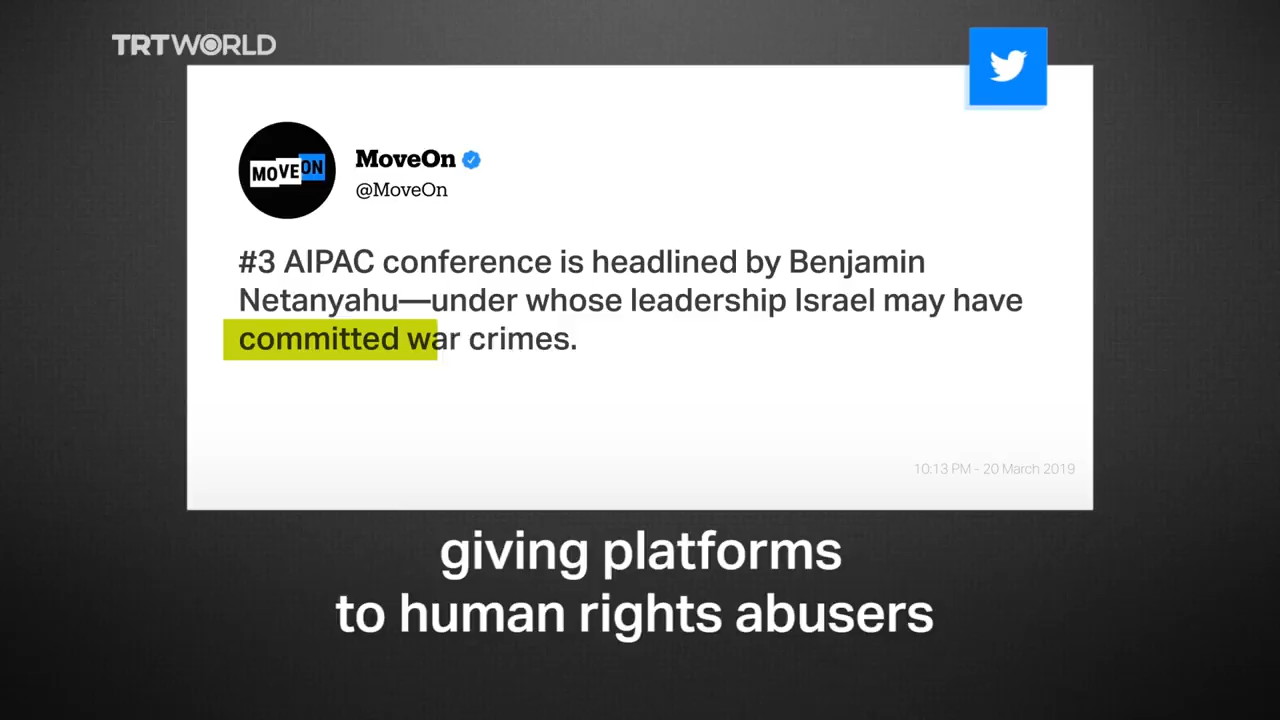 TRTWORLD
MOVEON
MoveOn
@MoveOn
#3 AIPAC conference is headlined by Benjamin
Netanyahu—under whose leadership Israel may have
committed war crimes.
10:13 PM - 20 March 2019
giving platforms
to human rights abusers